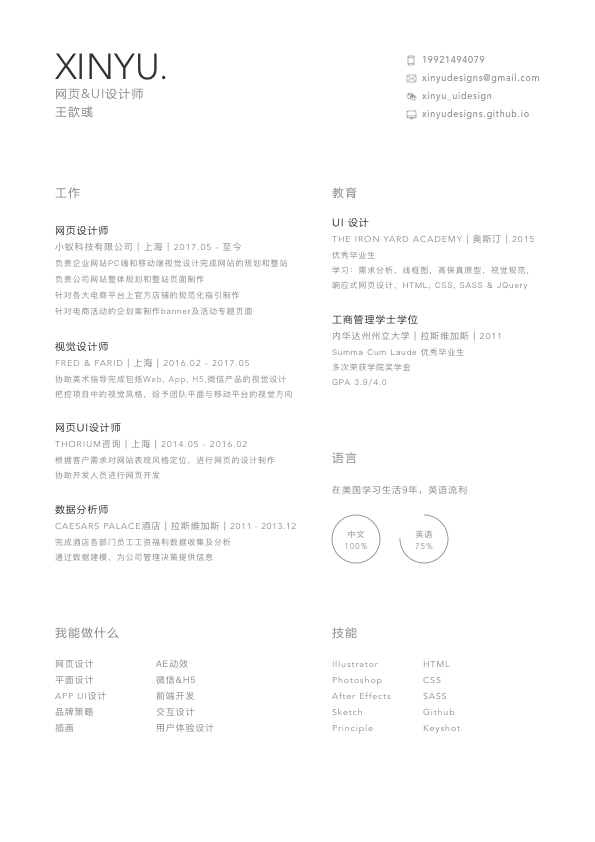 XINYU.
网页&UI设计师
王歆彧
19921494079
xinyudesigns@gmail.com
xinyu_uidesign
xinyudesigns.github.io
工作
网页设计师
小蚁科技有限公司 | 上海 | 2017.05 - 至今
负责企业网站PC端和移动端视觉设计完成网站的规划和整站
负责公司网站整体规划和整站页面制作
针对各大电商平台上官方店铺的规范化指引制作
针对电商活动的企划案制作banner及活动专题页面
视觉设计师
FRED & FARID | 上海 | 2016.02 - 2017.05
协助美术指导完成包括Web, App, H5,微信产品的视觉设计
把控项目中的视觉风格，给予团队平面与移动平台的视觉方向
网页UI设计师
THORIUM咨询 | 上海 | 2014.05 - 2016.02
根据客户需求对网站表现风格定位，进行网页的设计制作
协助开发人员进行网页开发
数据分析师
CAESARS PALACE酒店 | 拉斯维加斯 | 2011 - 2013.12
完成酒店各部门员工工资福利数据收集及分析
通过数据建模，为公司管理决策提供信息
教育
UI 设计
THE IRON YARD ACADEMY | 奥斯汀 | 2015
优秀毕业生
学习：需求分析，线框图，高保真原型，视觉规范，
响应式网页设计，HTML, CSS, SASS & JQuery
工商管理学士学位
内华达州州立大学 | 拉斯维加斯 | 2011
Summa Cum Laude 优秀毕业生
多次荣获学院奖学金
GPA 3.9/4.0
语言
在美国学习生活9年，英语流利
中文
100%
英语
75%
我能做什么
网页设计
平面设计
APP UI设计
品牌策略
插画
AE动效
微信&H5
前端开发
交互设计
用户体验设计
技能
Illustrator
Photoshop
After Effects
Sketch
Principle
HTML
CSS
SASS
Github
Keyshot